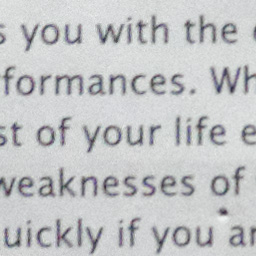 s you with the
formances. Wh
st of your life e
weaknesses of
uickly if you ar